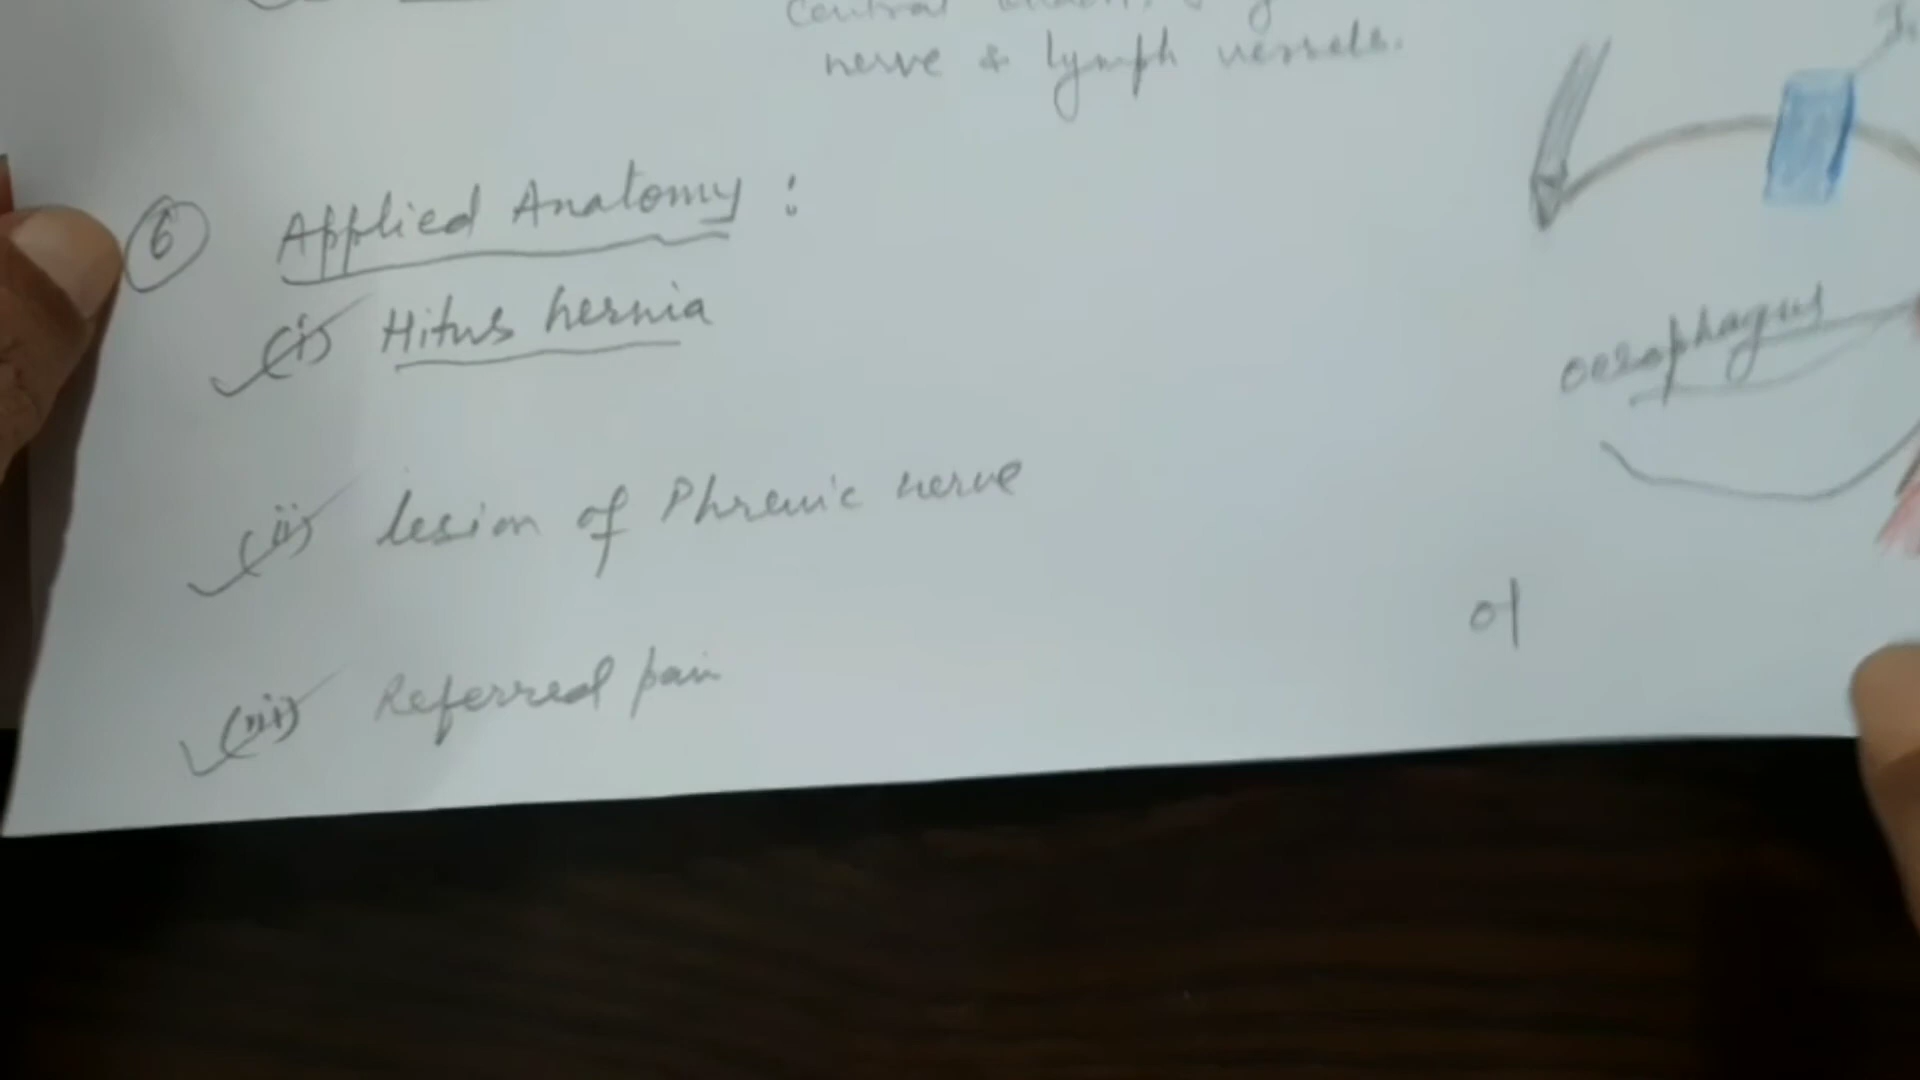 nerve & lymph vessels.
6 Applied Anatomy :
(i) Hitus hernia
oesophagus
(ii) lesion of Phrenic nerve
(iii) Referred pain